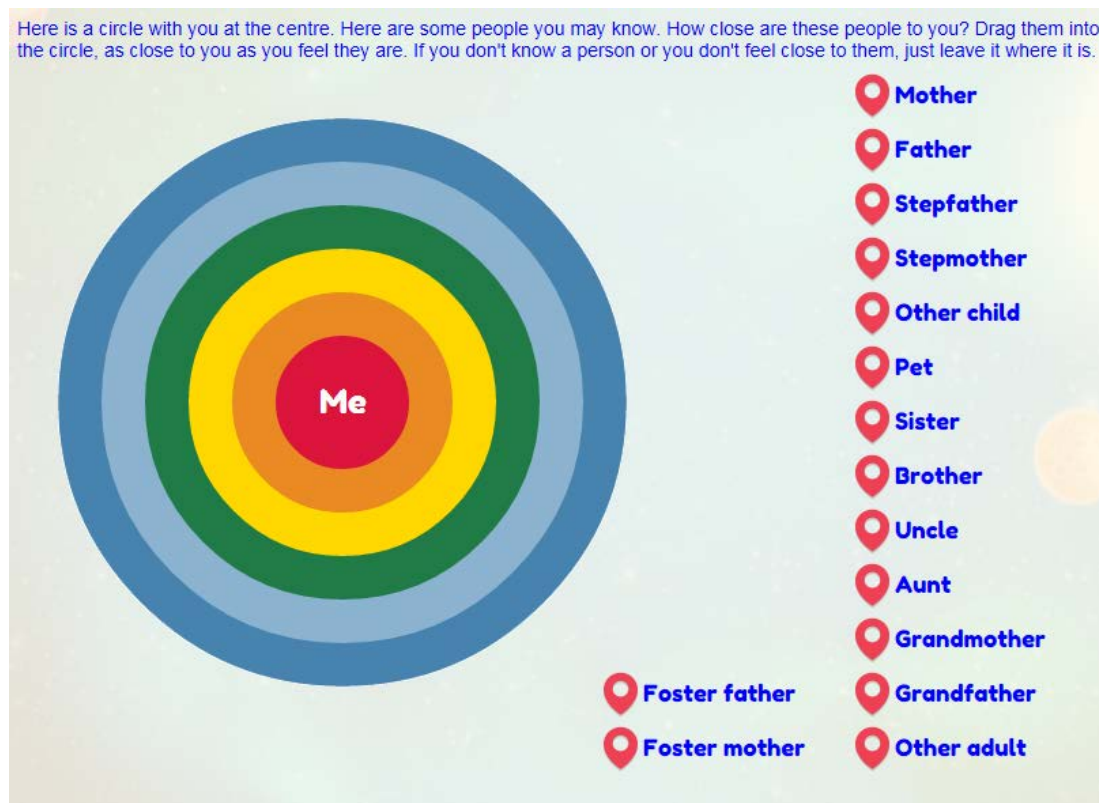 Here is a circle with you at the centre. Here are some people you may know. How close are these people to you? Drag them into
the circle, as close to you as you feel they are. If you don't know a person or you don't feel close to them, just leave it where it is.
Me
Mother
Father
Stepfather
Stepmother
Other child
Pet
Sister
Brother
Uncle
Aunt
Grandmother
Foster father
Grandfather
Foster mother
Other adult